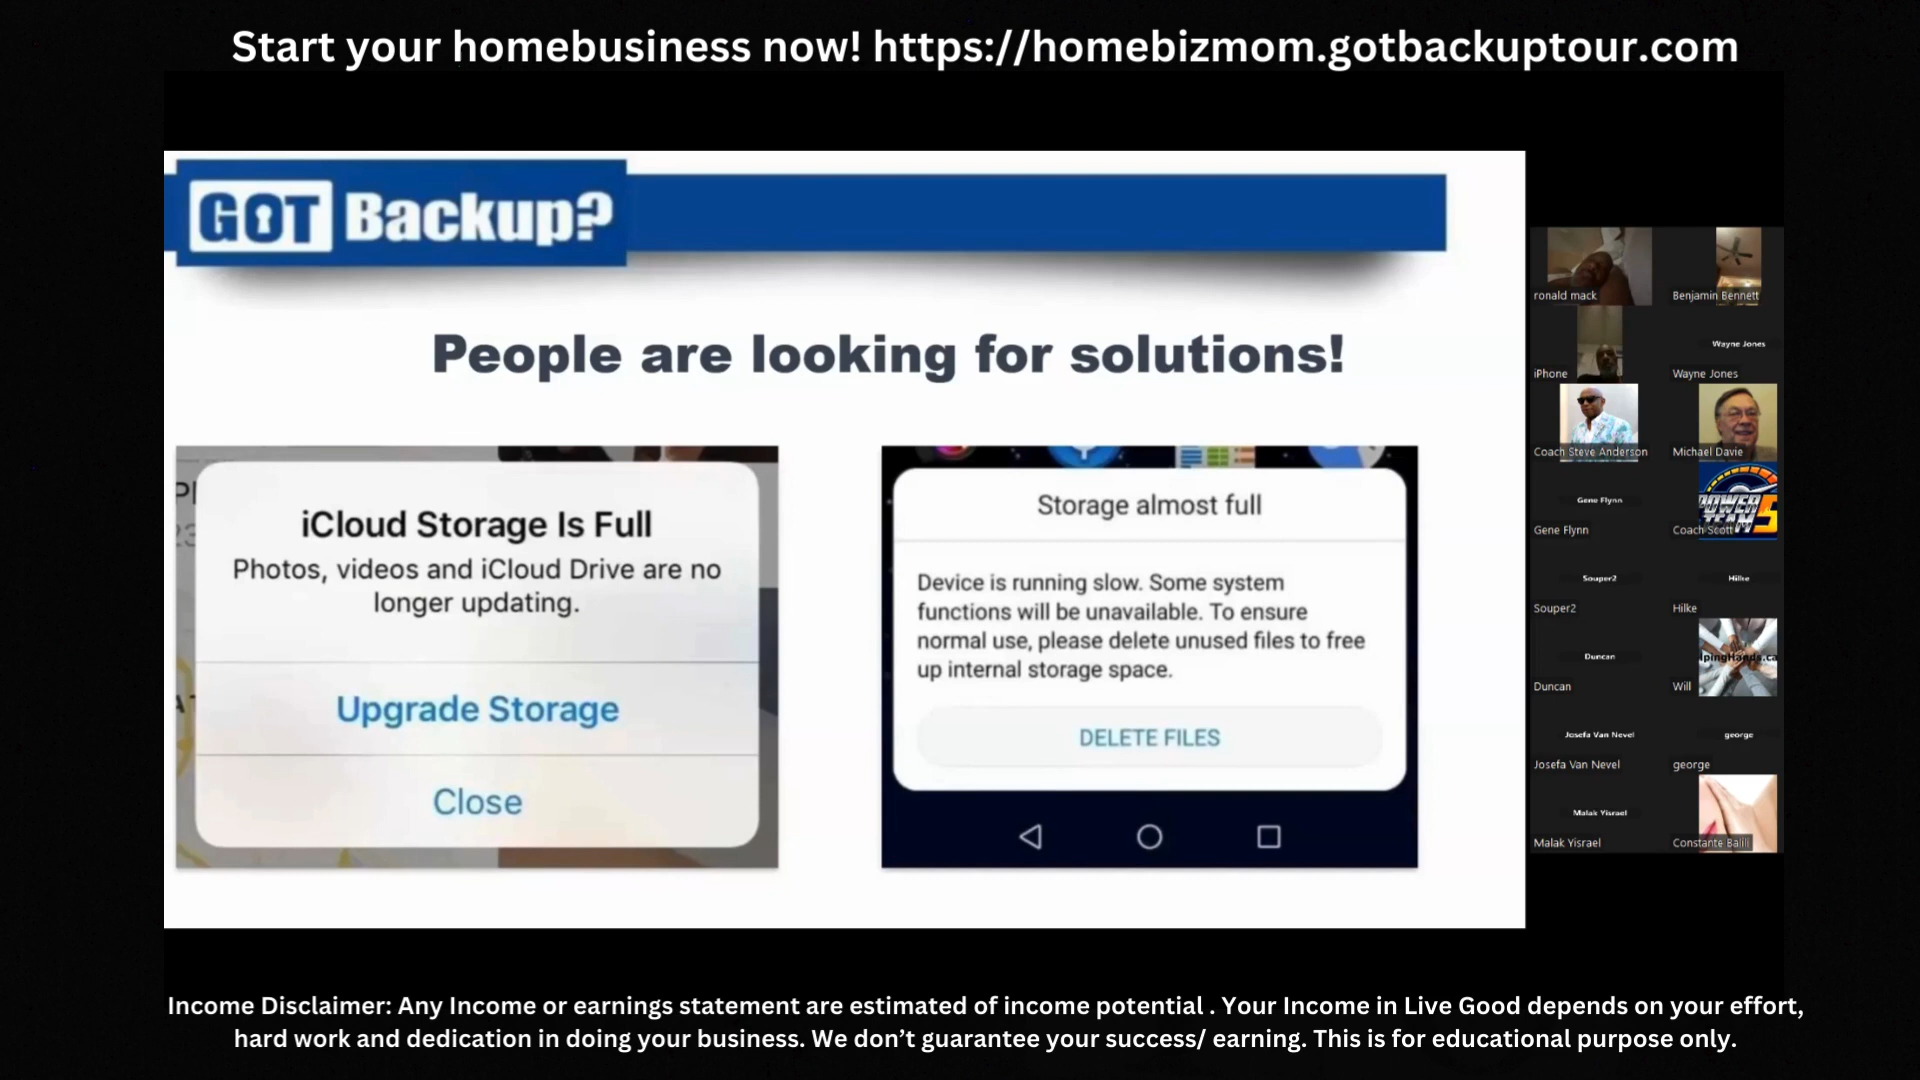 Start your homebusiness now! https://homebizmom.gotbackuptour.com
GOT Backup?
People are looking for solutions!
iCloud Storage Is Full
Photos, videos and iCloud Drive are no
longer updating.
Upgrade Storage
Close
Storage almost full
Device is running slow. Some system
functions will be unavailable. To ensure
normal use, please delete unused files to free
up internal storage space.
DELETE FILES
ronald mack
Benjamin Bennett
iPhone
Wayne Jones
Wayne Jones
Coach Steve Anderson
Michael Davie
Gene Flynn
Gene Flynn
POWER TEAM 5
Coach Scott
Souper2
Souper2
Hilke
Hilke
Duncan
Duncan
Will
Josefa Van Nevel
Josefa Van Nevel
george
george
Malak Yisrael
Malak Yisrael
Constante Balili
Income Disclaimer: Any Income or earnings statement are estimated of income potential . Your Income in Live Good depends on your effort,
hard work and dedication in doing your business. We don’t guarantee your success/ earning. This is for educational purpose only.